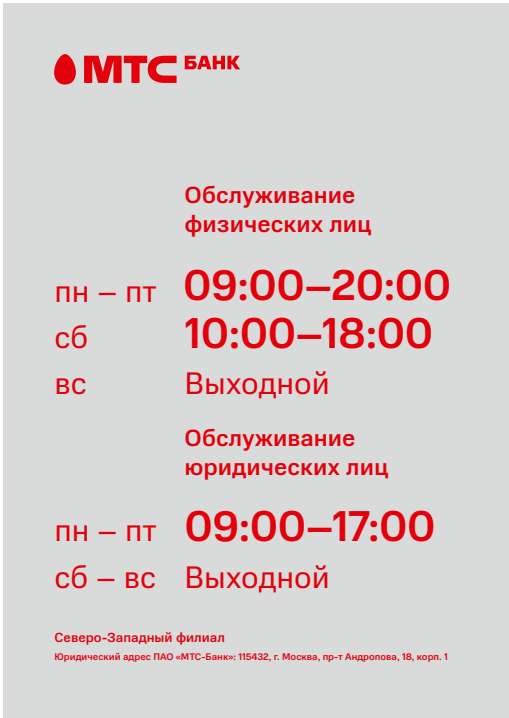 МТС БАНК
Обслуживание
физических лиц
пн – пт 09:00–20:00
сб 10:00–18:00
вс Выходной
Обслуживание
юридических лиц
пн – пт 09:00–17:00
сб – вс Выходной
Северо-Западный филиал
Юридический адрес ПАО «МТС-Банк»: 115432, г. Москва, пр-т Андропова, 18, корп. 1